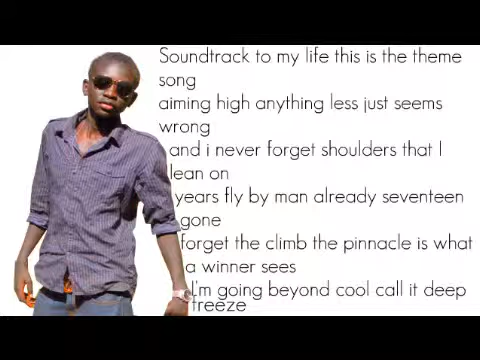 Soundtrack to my life this is the theme
song
aiming high anything less just seems
wrong
and i never forget shoulders that I
lean on
years fly by man already seventeen
gone
forget the climb the pinnacle is what
a winner sees
I'm going beyond cool call it deep
freeze